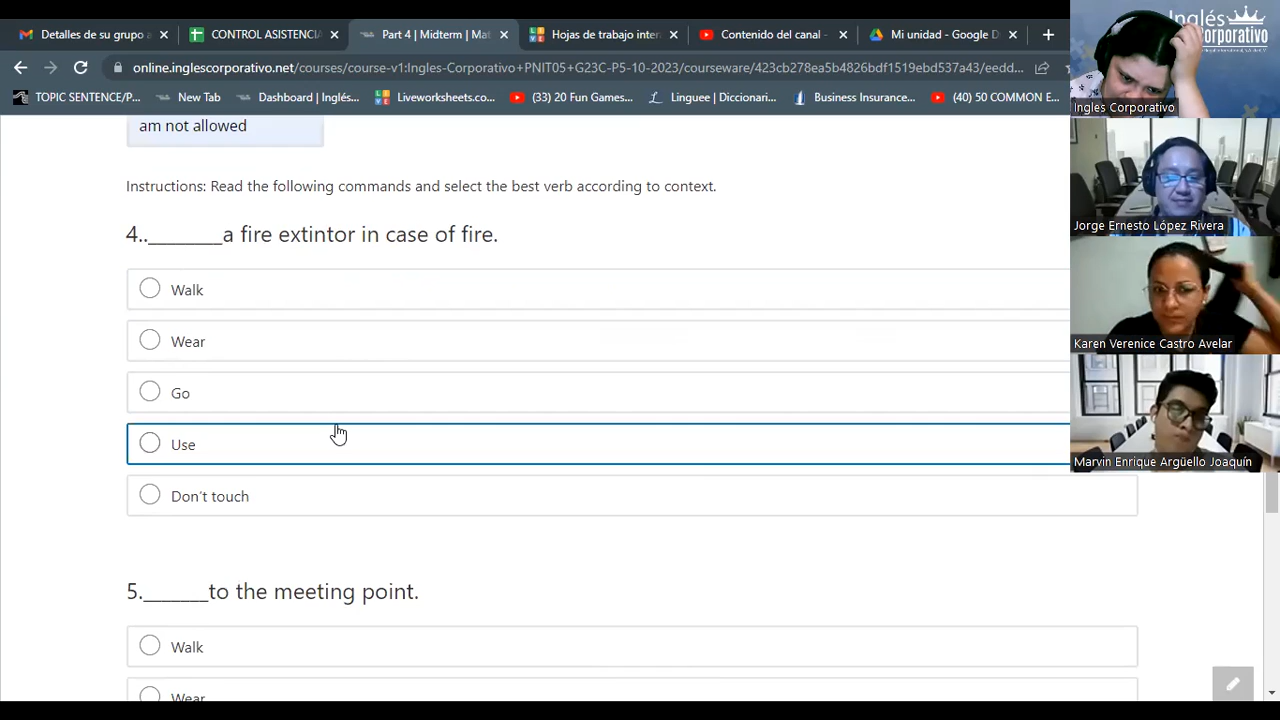 Detalles de su grupo a
CONTROL ASISTENCIA
Part 4 | Midterm | Mat
Hojas de trabajo inter
Contenido del canal -
Mi unidad - Google D
online.inglescorporativo.net/courses/course-v1:Ingles-Corporativo+PNIT05+G23C-P5-10-2023/courseware/423cb278ea5b4826bdf1519ebd537a43/eedd...
TOPIC SENTENCE/P...
New Tab
Dashboard | Inglés...
Liveworksheets.co...
(33) 20 Fun Games...
Linguee | Diccionari...
Business Insurance...
(40) 50 COMMON E...
am not allowed
Instructions: Read the following commands and select the best verb according to context.
4..________a fire extintor in case of fire.
Walk
Wear
Go
Use
Don't touch
5._______to the meeting point.
Walk
Wear
Inglés
Corporativo
Ingles Corporativo
Jorge Ernesto López Rivera
Karen Verenice Castro Avelar
Marvin Enrique Argüello Joaquín